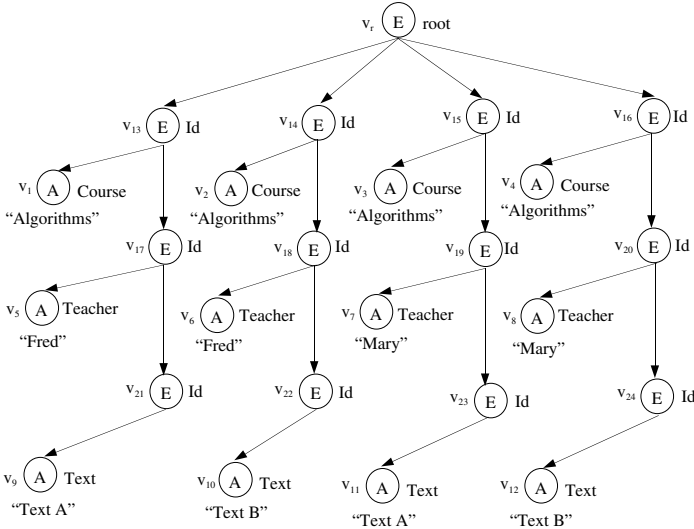 vr E root
v13 E Id v14 E Id v15 E Id v16 E Id
v1 A Course v2 A Course v3 A Course v4 A Course
“Algorithms” “Algorithms” “Algorithms” “Algorithms”
v17 E Id v18 E Id v19 E Id v20 E Id
v5 A Teacher v6 A Teacher v7 A Teacher v8 A Teacher
“Fred” “Fred” “Mary” “Mary”
v21 E Id v22 E Id v23 E Id v24 E Id
v9 A Text v10 A Text v11 A Text v12 A Text
“Text A” “Text B” “Text A” “Text B”